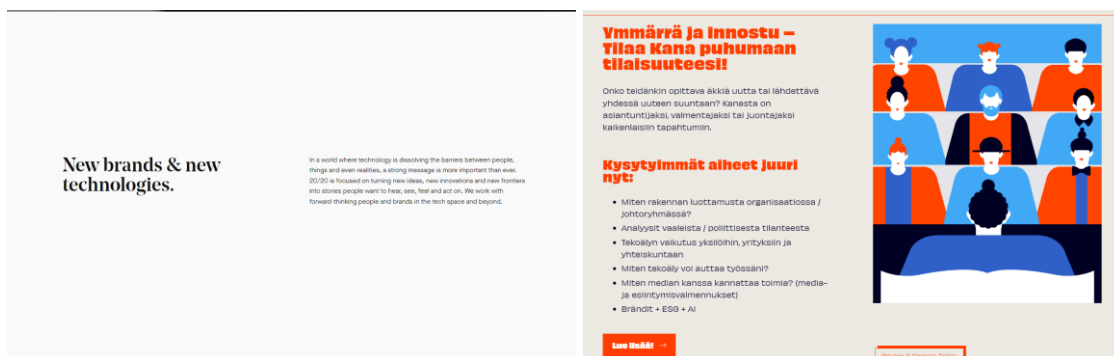 New brands & new
technologies.
In a world where technology is dissolving the barriers between people,
things and even realities, a strong message is more important than ever.
20/20 is focused on turning new ideas, new innovations and new frontiers
into stories people want to hear, see, feel and act on. We work with
forward-thinking people and brands in the tech space and beyond.
Ymmärrä ja innostu –
Tilaa Kana puhumaan
tilaisuuteesi!
Onko teidänkin opittava äkkiä uutta tai lähdettävä
yhdessä uuteen suuntaan? Kanasta on
asiantuntijaksi, valmentajaksi tai juontajaksi
kaikenlaisiin tapahtumiin.
Kysytyimmät aiheet juuri
nyt:
• Miten rakennan luottamusta organisaatiossa /
johtoryhmässä?
• Analyysit vaaleista / poliittisesta tilanteesta
• Tekoälyn vaikutus yksilöihin, yrityksiin ja
yhteiskuntaan
• Miten tekoäly voi auttaa työssäni?
• Miten median kanssa kannattaa toimia? (media-
ja esiintymisvalmennukset)
• Brändit + ESG + AI
Lue lisää! →
Privacy & Cookies Policy